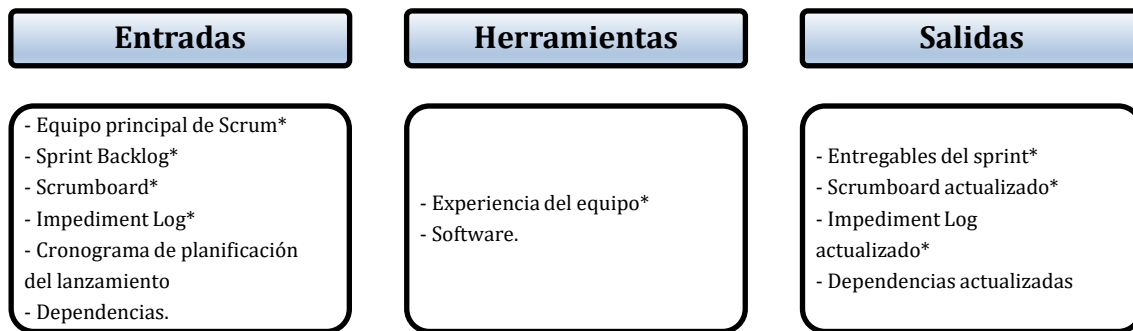 Entradas
- Equipo principal de Scrum*
- Sprint Backlog*
- Scrumboard*
- Impediment Log*
- Cronograma de planificación
del lanzamiento
- Dependencias.
Herramientas
- Experiencia del equipo*
- Software.
Salidas
- Entregables del sprint*
- Scrumboard actualizado*
- Impediment Log
actualizado*
- Dependencias actualizadas